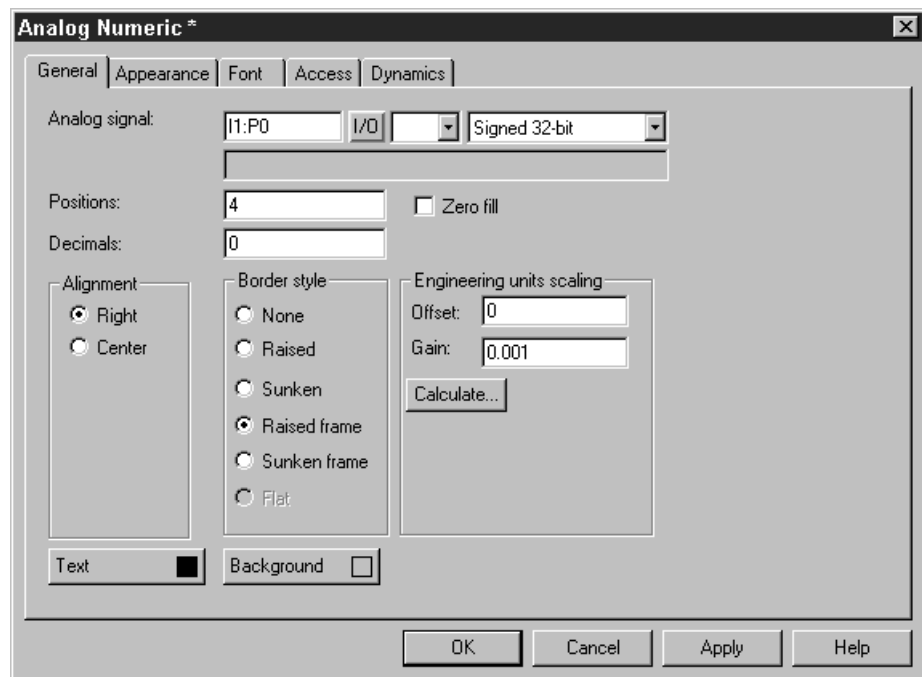 Analog Numeric *
General Appearance Font Access Dynamics
Analog signal: I1:P0 I/O Signed 32-bit
Positions: 4 Zero fill
Decimals: 0
Alignment Border style Engineering units scaling
Right None Offset: 0
Center Raised Gain: 0.001
Sunken Calculate...
Raised frame
Sunken frame
Flat
Text Background
OK Cancel Apply Help